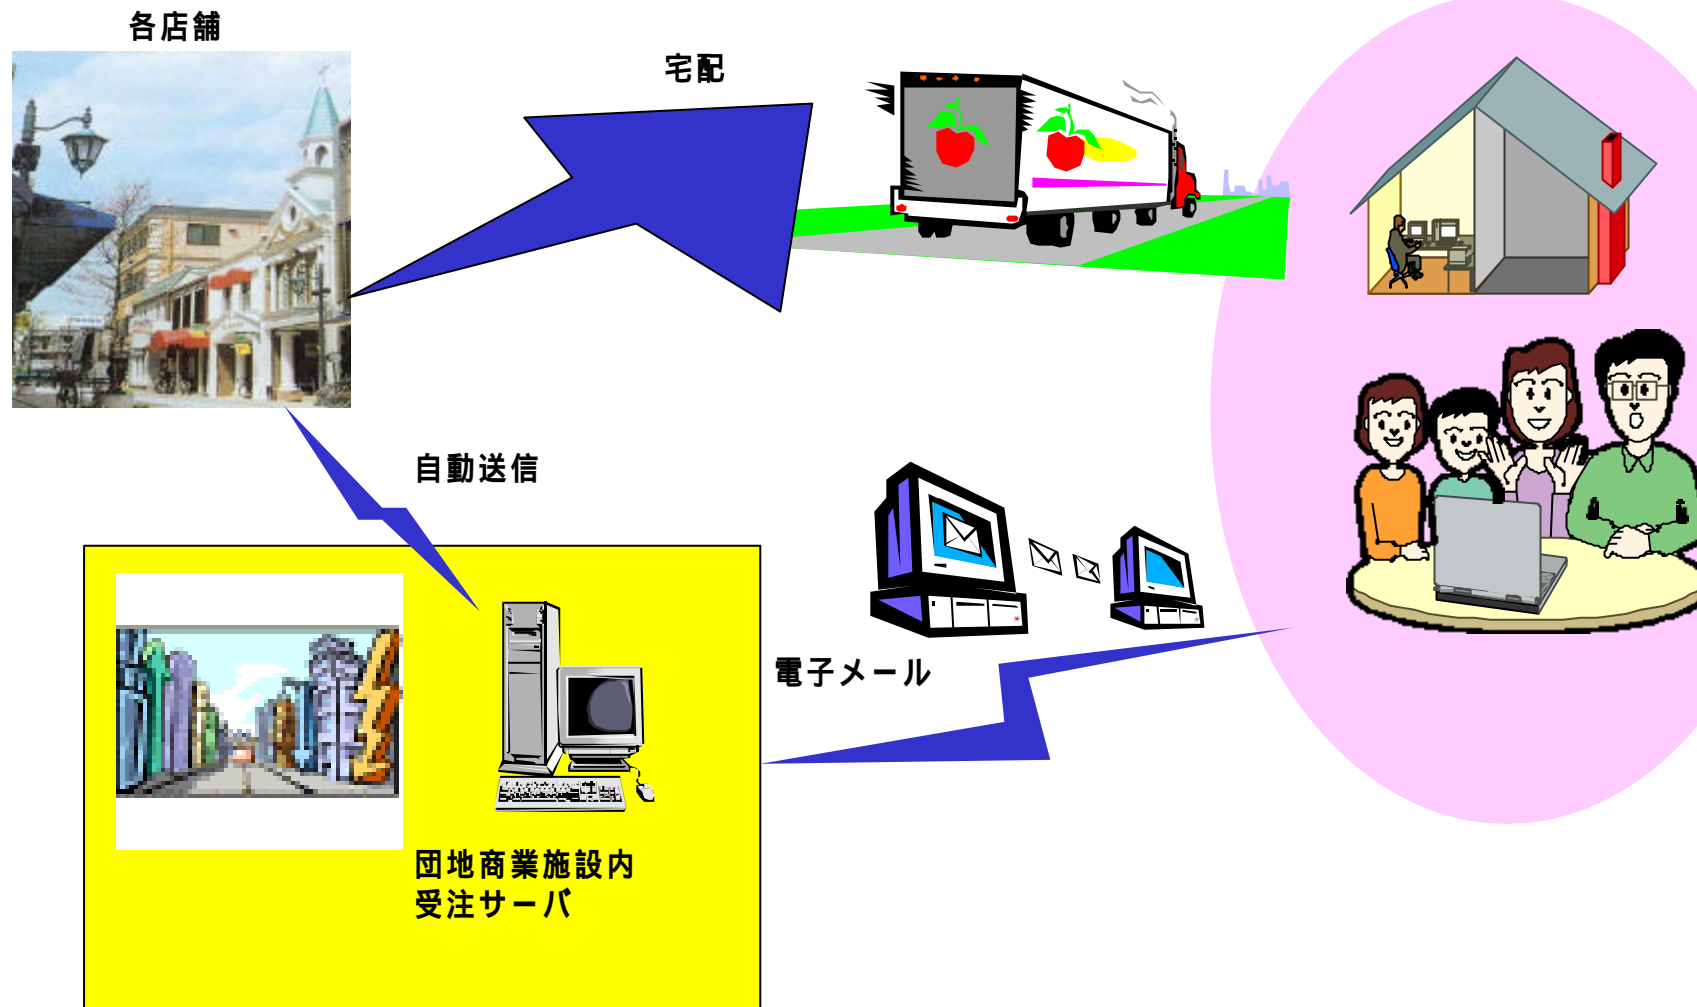 各店舗
宅配
自動送信
電子メール
団地商業施設内
受注サーバ